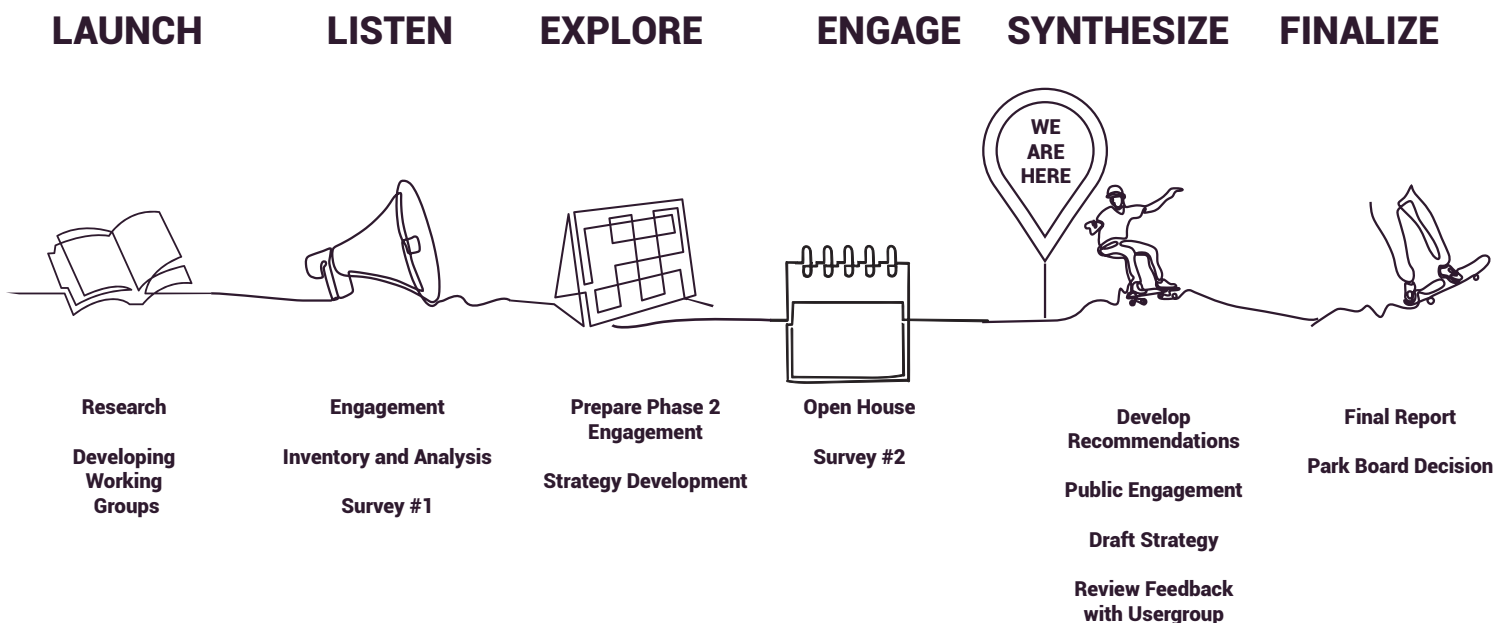 LAUNCH
LISTEN
EXPLORE
ENGAGE
SYNTHESIZE
FINALIZE
WE
ARE
HERE
Research
Developing
Working
Groups
Engagement
Inventory and Analysis
Survey #1
Prepare Phase 2
Engagement
Strategy Development
Open House
Survey #2
Develop
Recommendations
Public Engagement
Draft Strategy
Review Feedback
with Usergroup
Final Report
Park Board Decision